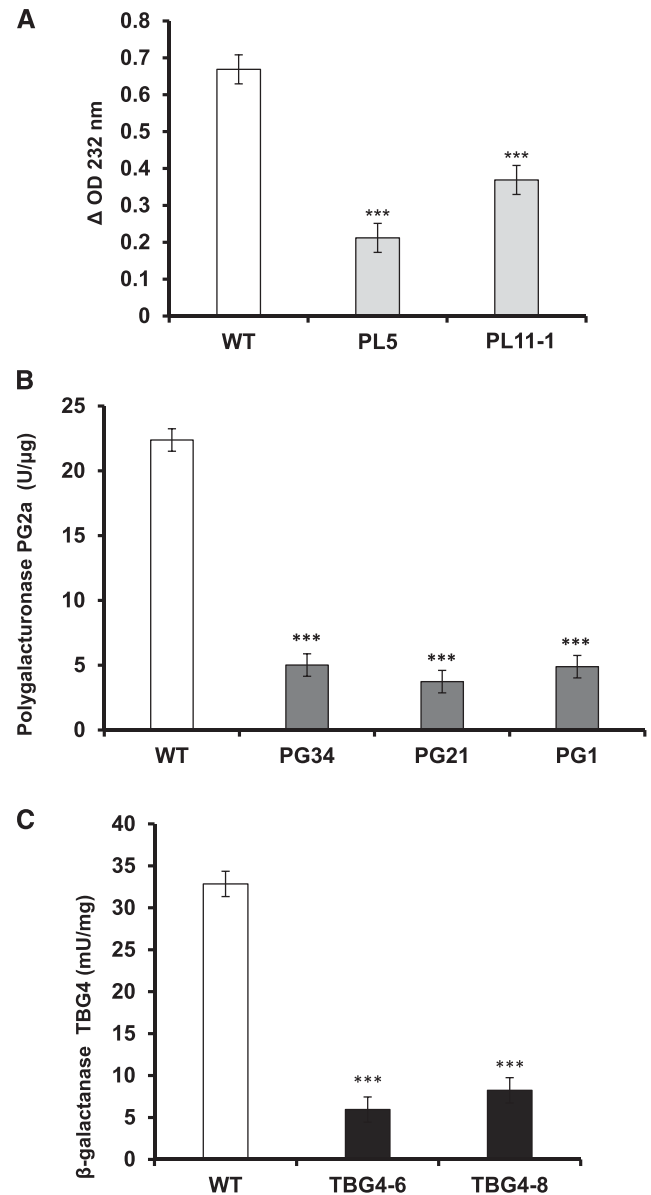 A
Δ OD 232 nm
0.8
0.7
0.6
0.5
0.4
0.3
0.2
0.1
0
***
***
WT
PL5
PL11-1
B
Polygalacturonase PG2a (U/µg)
25
20
15
10
5
0
***
***
***
WT
PG34
PG21
PG1
C
β-galactanase TBG4 (mU/mg)
40
35
30
25
20
15
10
5
0
***
***
WT
TBG4-6
TBG4-8